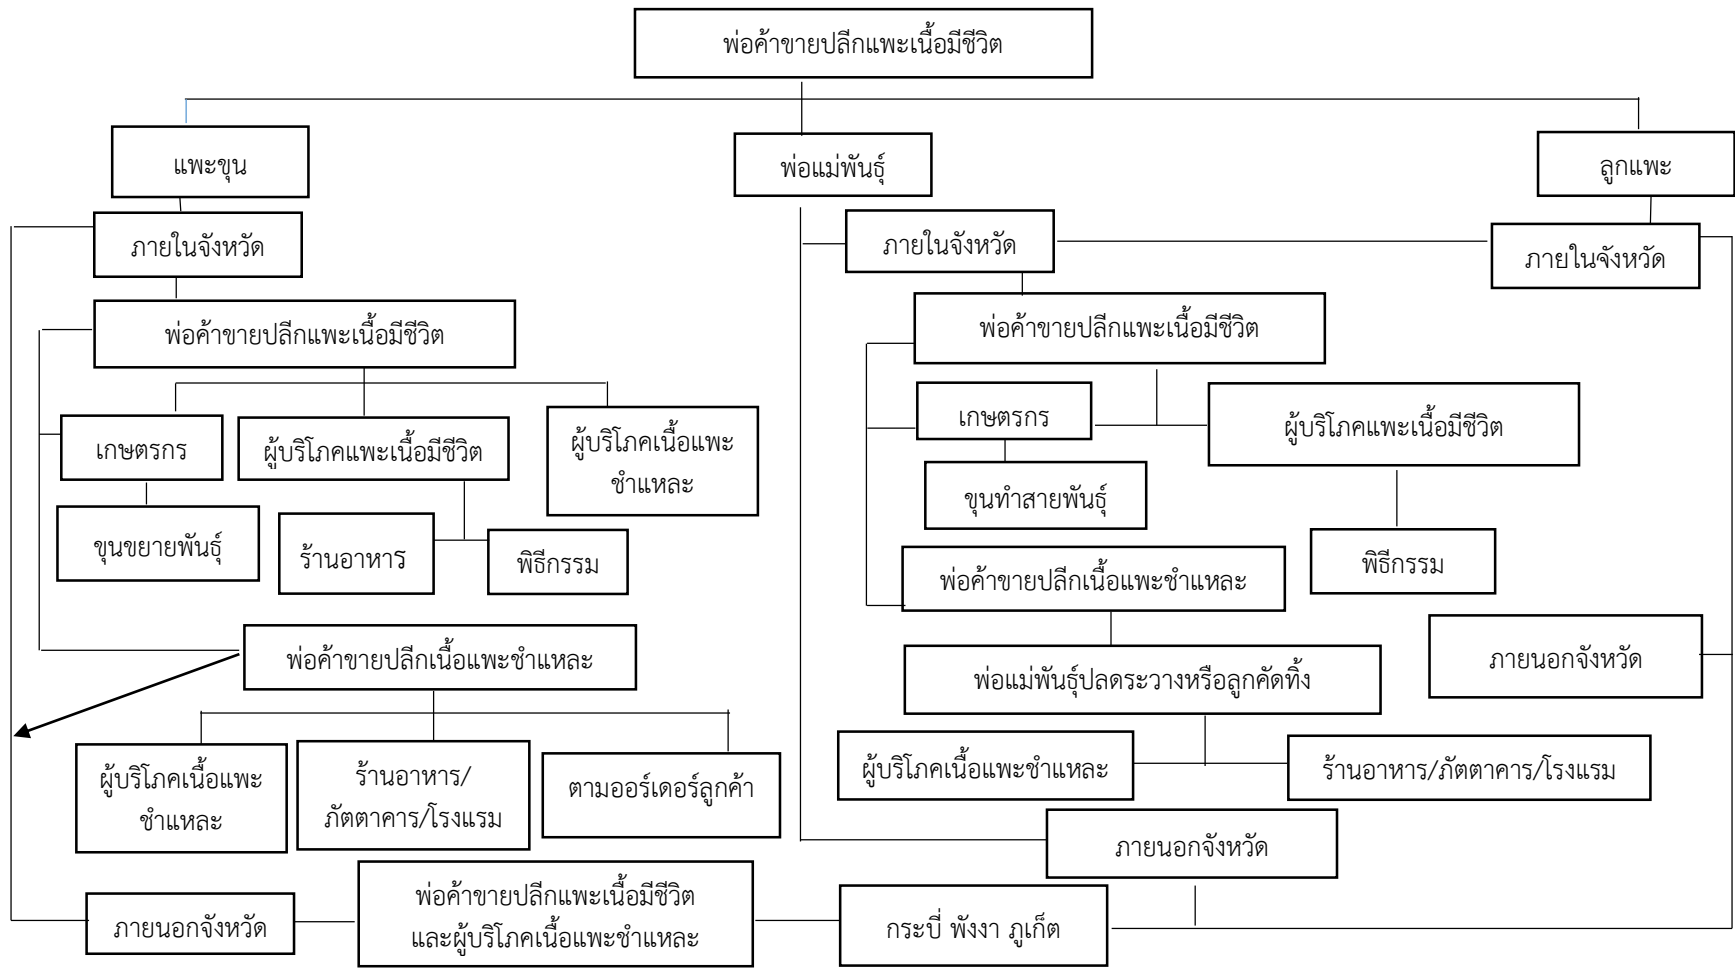 พ่อค้าขายปลีกแพะเนื้อมีชีวิต
แพะขุน
พ่อแม่พันธุ์
ลูกแพะ
ภายในจังหวัด
ภายในจังหวัด
ภายในจังหวัด
พ่อค้าขายปลีกแพะเนื้อมีชีวิต
พ่อค้าขายปลีกแพะเนื้อมีชีวิต
เกษตรกร
ผู้บริโภคแพะเนื้อมีชีวิต
ผู้บริโภคเนื้อแพะ
ชำแหละ
เกษตรกร
ผู้บริโภคแพะเนื้อมีชีวิต
ขุนขยายพันธุ์
ร้านอาหาร
พิธีกรรม
ขุนทำสายพันธุ์
พิธีกรรม
พ่อค้าขายปลีกเนื้อแพะชำแหละ
พ่อค้าขายปลีกเนื้อแพะชำแหละ
ภายนอกจังหวัด
พ่อแม่พันธุ์ปลดระวางหรือลูกคัดทิ้ง
ผู้บริโภคเนื้อแพะ
ชำแหละ
ร้านอาหาร/
ภัตตาคาร/โรงแรม
ตามออร์เดอร์ลูกค้า
ผู้บริโภคเนื้อแพะชำแหละ
ร้านอาหาร/ภัตตาคาร/โรงแรม
ภายนอกจังหวัด
ภายนอกจังหวัด
พ่อค้าขายปลีกแพะเนื้อมีชีวิต
และผู้บริโภคเนื้อแพะชำแหละ
กระบี่ พังงา ภูเก็ต